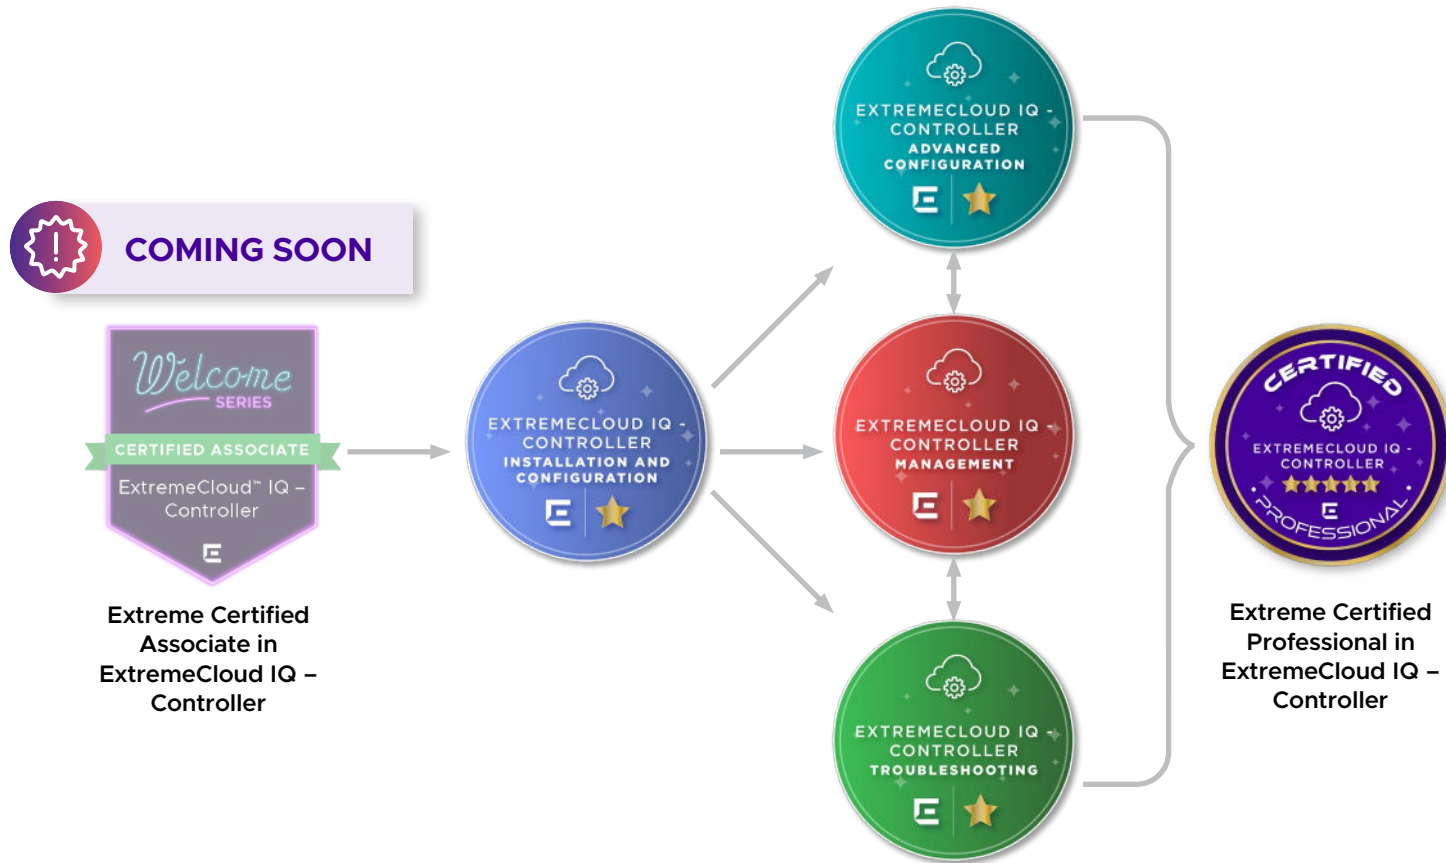 COMING SOON
Welcome
SERIES
CERTIFIED ASSOCIATE
ExtremeCloud™ IQ –
Controller
Extreme Certified
Associate in
ExtremeCloud IQ –
Controller
EXTREMECLOUD IQ -
CONTROLLER
INSTALLATION AND
CONFIGURATION
EXTREMECLOUD IQ -
CONTROLLER
ADVANCED
CONFIGURATION
EXTREMECLOUD IQ -
CONTROLLER
MANAGEMENT
EXTREMECLOUD IQ -
CONTROLLER
TROUBLESHOOTING
CERTIFIED
EXTREMECLOUD IQ -
CONTROLLER
PROFESSIONAL
Extreme Certified
Professional in
ExtremeCloud IQ –
Controller